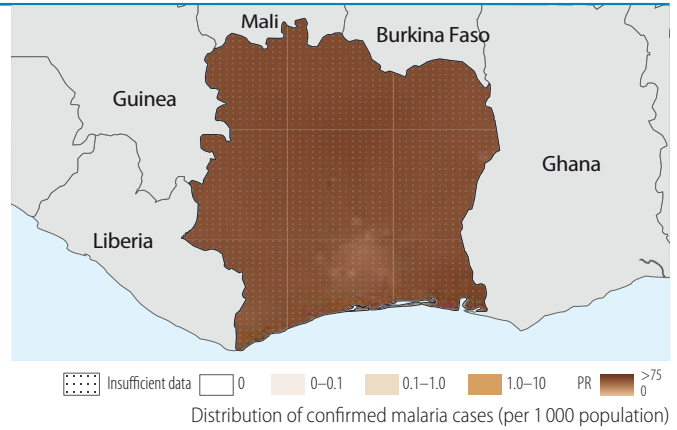 Mali
Burkina Faso
Guinea
Ghana
Liberia
Insufficient data 0 0–0.1 0.1–1.0 1.0–10 PR >75
0
Distribution of confirmed malaria cases (per 1 000 population)